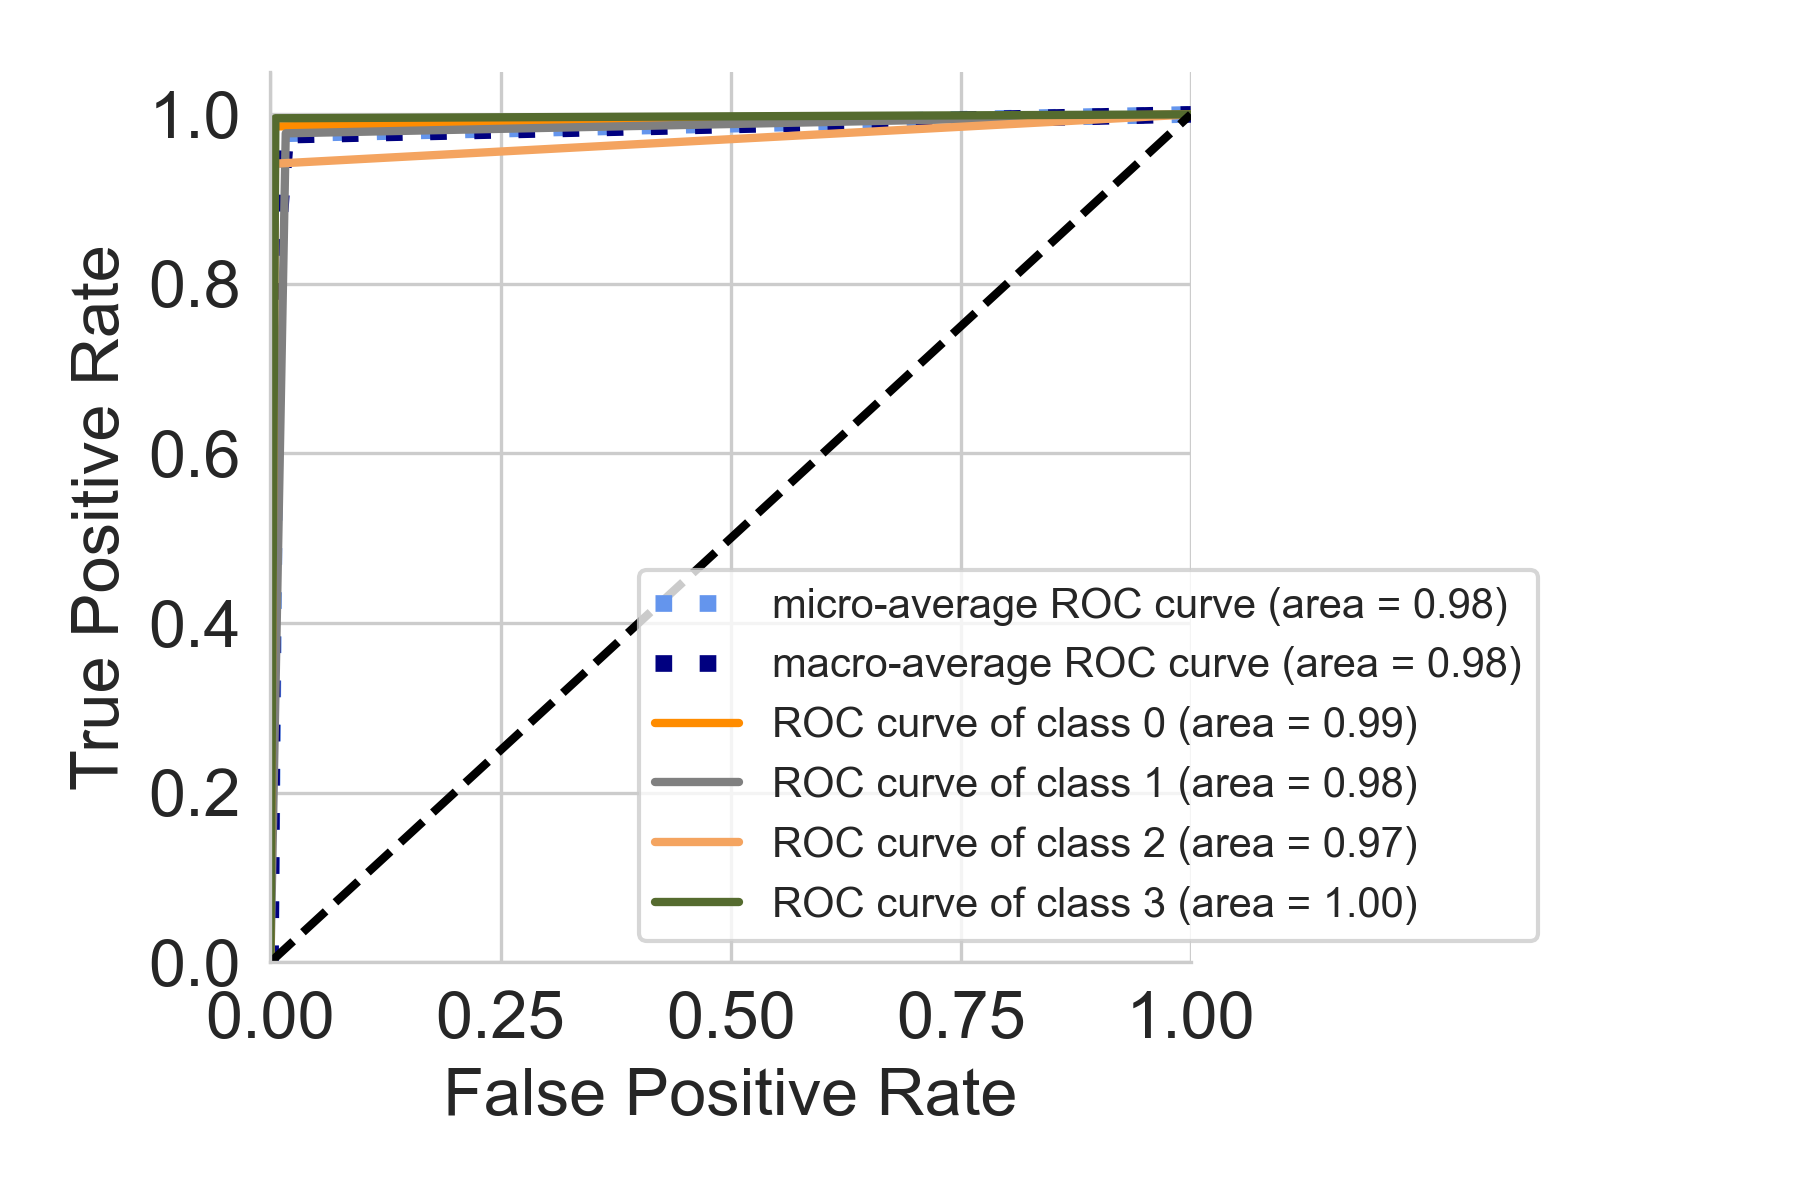 1.0
0.8
0.6
0.4
0.2
0.0
True Positive Rate
micro-average ROC curve (area = 0.98)
macro-average ROC curve (area = 0.98)
ROC curve of class 0 (area = 0.99)
ROC curve of class 1 (area = 0.98)
ROC curve of class 2 (area = 0.97)
ROC curve of class 3 (area = 1.00)
0.00 0.25 0.50 0.75 1.00
False Positive Rate